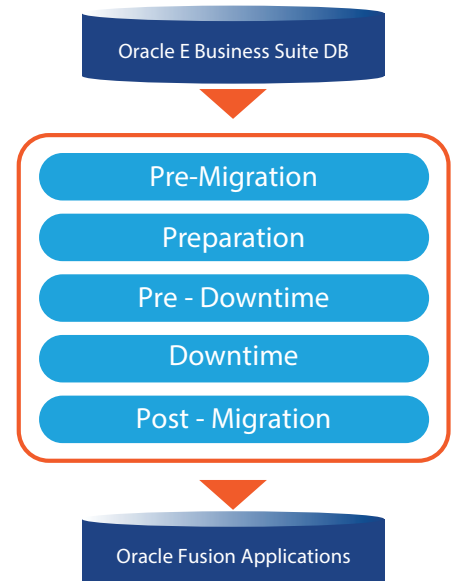 Oracle E Business Suite DB
Pre-Migration
Preparation
Pre - Downtime
Downtime
Post - Migration
Oracle Fusion Applications